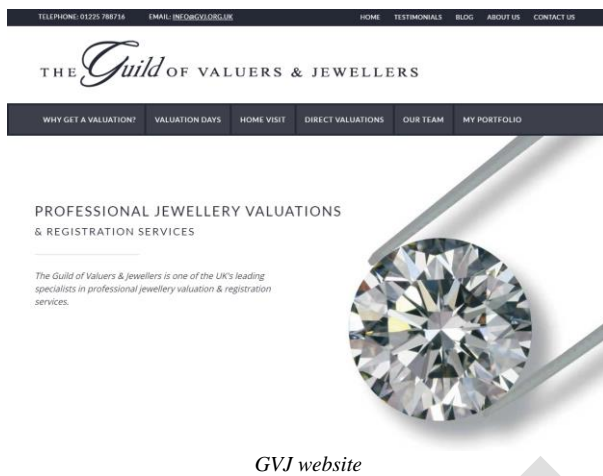 TELEPHONE: 01225 788716 EMAIL: INFO@GVJ.ORG.UK HOME TESTIMONIALS BLOG ABOUT US CONTACT US
THE Guild OF VALUERS & JEWELLERS
WHY GET A VALUATION? VALUATION DAYS HOME VISIT DIRECT VALUATIONS OUR TEAM MY PORTFOLIO
PROFESSIONAL JEWELLERY VALUATIONS
& REGISTRATION SERVICES
The Guild of Valuers & Jewellers is one of the UK's leading
specialists in professional jewellery valuation & registration
services.
GVJ website